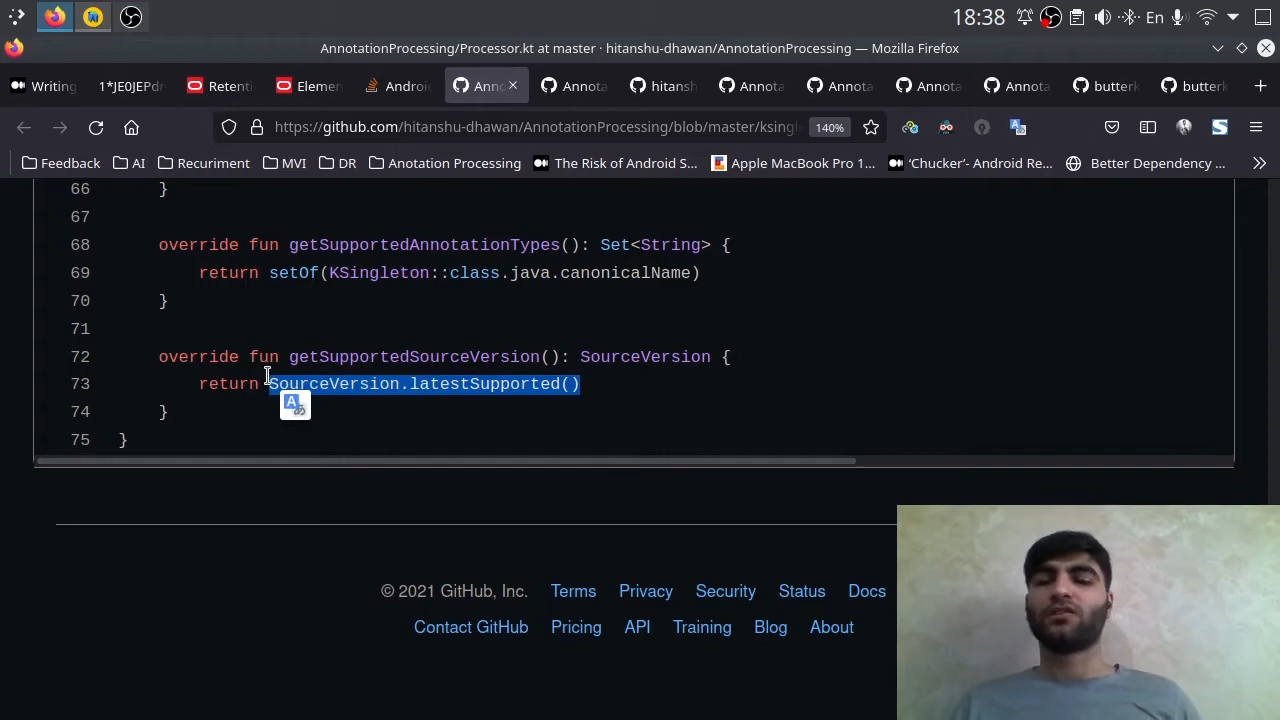 18:38
En
AnnotationProcessing/Processor.kt at master · hitanshu-dhawan/AnnotationProcessing — Mozilla Firefox
Writing
1*JE0JEPdr
Retenti
Elemen
Androi
Anno
Annota
hitansh
Annota
Annota
Annota
Annota
butterk
butterk
https://github.com/hitanshu-dhawan/AnnotationProcessing/blob/master/ksingl
140%
Feedback
AI
Recuriment
MVI
DR
Anotation Processing
The Risk of Android S...
Apple MacBook Pro 1...
‘Chucker’- Android Re...
Better Dependency ...
66 }
67
68 override fun getSupportedAnnotationTypes(): Set<String> {
69 return setOf(KSingleton::class.java.canonicalName)
70 }
71
72 override fun getSupportedSourceVersion(): SourceVersion {
73 return SourceVersion.latestSupported()
74 }
75 }
© 2021 GitHub, Inc. Terms Privacy Security Status Docs
Contact GitHub Pricing API Training Blog About